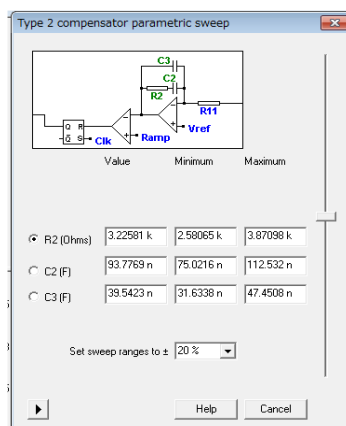 Type 2 compensator parametric sweep
C3
C2
R2
R11
Q R
Q S
Clk
Ramp
Vref
Value Minimum Maximum
R2 (Ohms) 3.22581 k 2.58065 k 3.87098 k
C2 (F) 93.7769 n 75.0216 n 112.532 n
C3 (F) 39.5423 n 31.6338 n 47.4508 n
Set sweep ranges to ± 20 %
Help Cancel